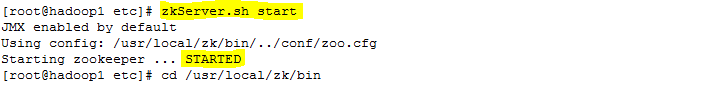 [root@hadoop1 etc]# zkServer.sh start
JMX enabled by default
Using config: /usr/local/zk/bin/../conf/zoo.cfg
Starting zookeeper ... STARTED
[root@hadoop1 etc]# cd /usr/local/zk/bin